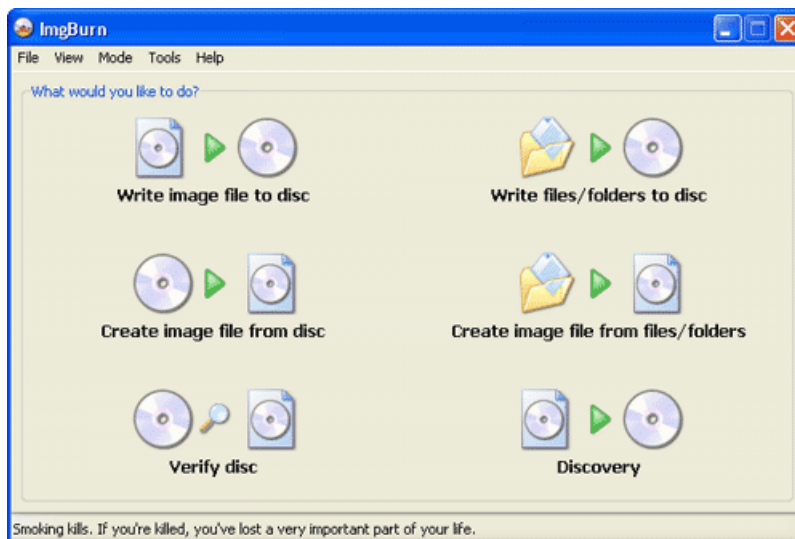 ImgBurn
File View Mode Tools Help
What would you like to do?
Write image file to disc
Write files/folders to disc
Create image file from disc
Create image file from files/folders
Verify disc
Discovery
Smoking kills. If you're killed, you've lost a very important part of your life.